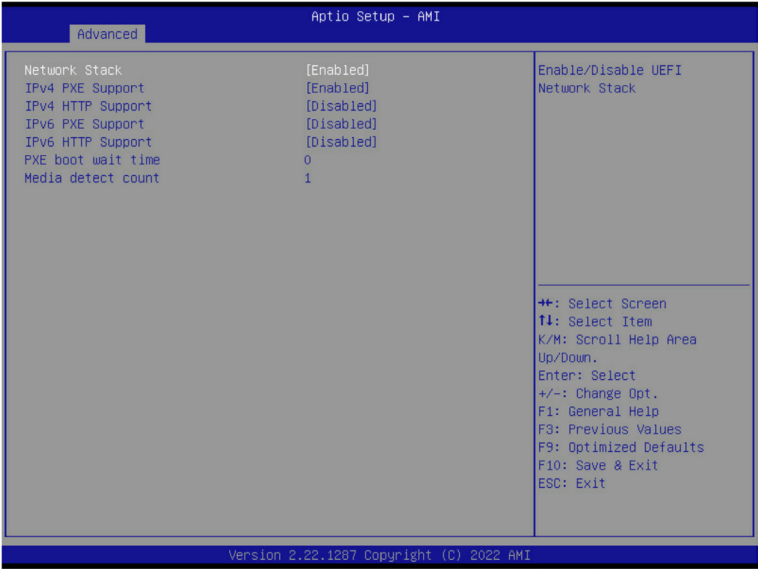 Aptio Setup – AMI
Advanced
Network Stack [Enabled]
IPv4 PXE Support [Enabled]
IPv4 HTTP Support [Disabled]
IPv6 PXE Support [Disabled]
IPv6 HTTP Support [Disabled]
PXE boot wait time 0
Media detect count 1
Enable/Disable UEFI
Network Stack
→←: Select Screen
↑↓: Select Item
K/M: Scroll Help Area
Up/Down.
Enter: Select
+/-: Change Opt.
F1: General Help
F3: Previous Values
F9: Optimized Defaults
F10: Save & Exit
ESC: Exit
Version 2.22.1287 Copyright (C) 2022 AMI